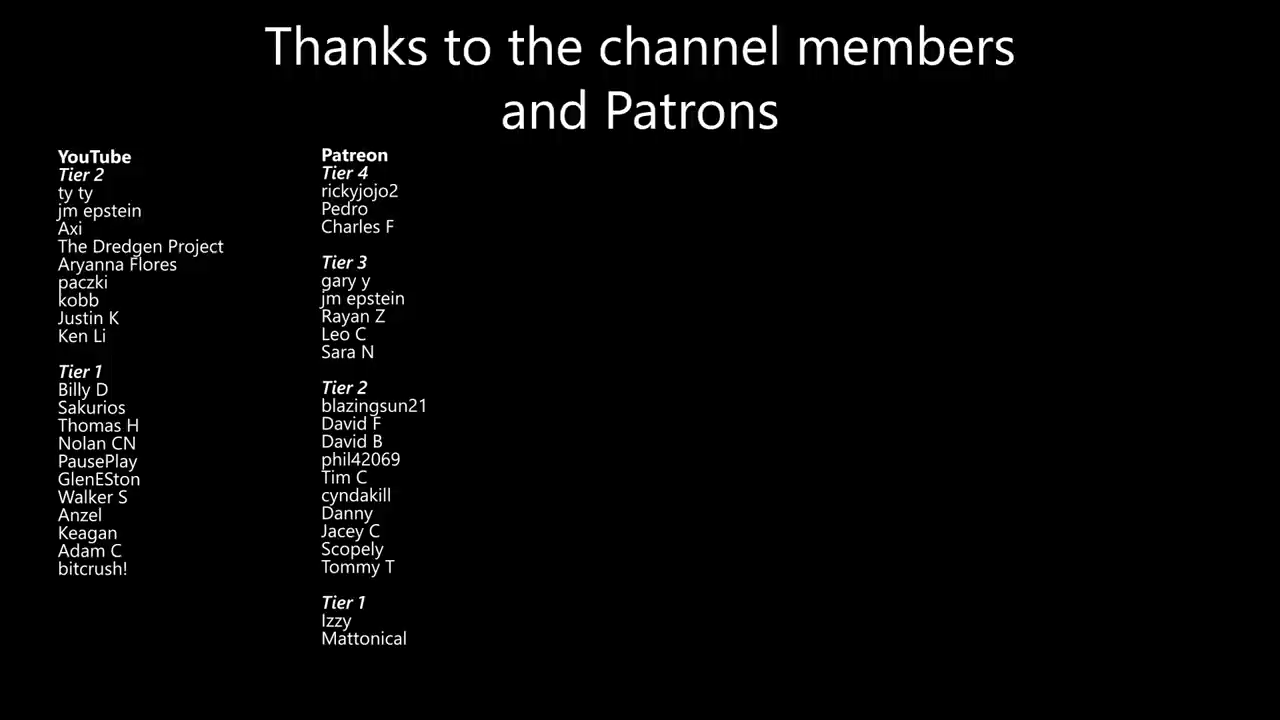 Thanks to the channel members
and Patrons
YouTube
Tier 2
ty ty
jm epstein
Axi
The Dredgen Project
Aryanna Flores
paczki
kobb
Justin K
Ken Li
Tier 1
Billy D
Sakurios
Thomas H
Nolan CN
PausePlay
GlenESton
Walker S
Anzel
Keagan
Adam C
bitcrush!
Patreon
Tier 4
rickyjojo2
Pedro
Charles F
Tier 3
gary y
jm epstein
Rayan Z
Leo C
Sara N
Tier 2
blazingsun21
David F
David B
phil42069
Tim C
cyndakill
Danny
Jacey C
Scopely
Tommy T
Tier 1
Izzy
Mattonical